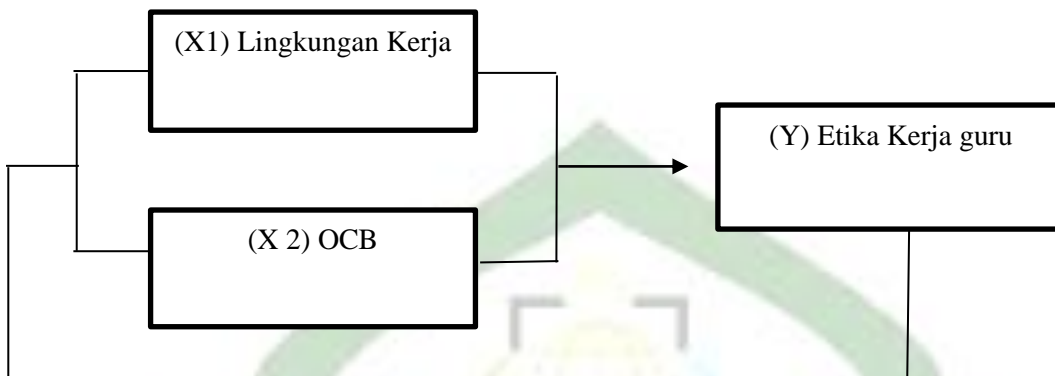 (X1) Lingkungan Kerja
(Y) Etika Kerja guru
(X 2) OCB